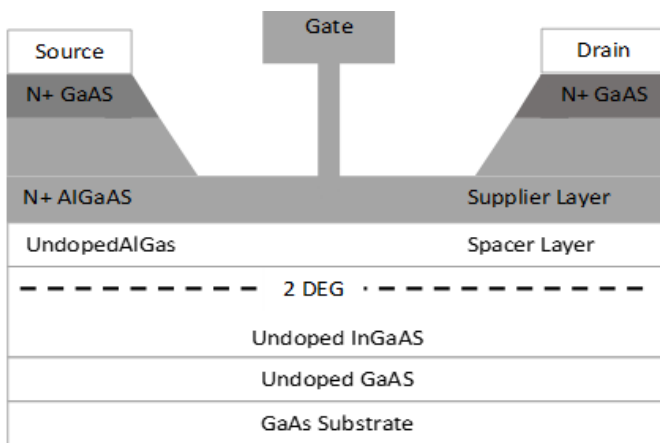 Gate
Source
Drain
N+ GaAS
N+ GaAS
N+ AlGaAS
Supplier Layer
UndopedAlGas
Spacer Layer
2 DEG
Undoped InGaAS
Undoped GaAS
GaAs Substrate